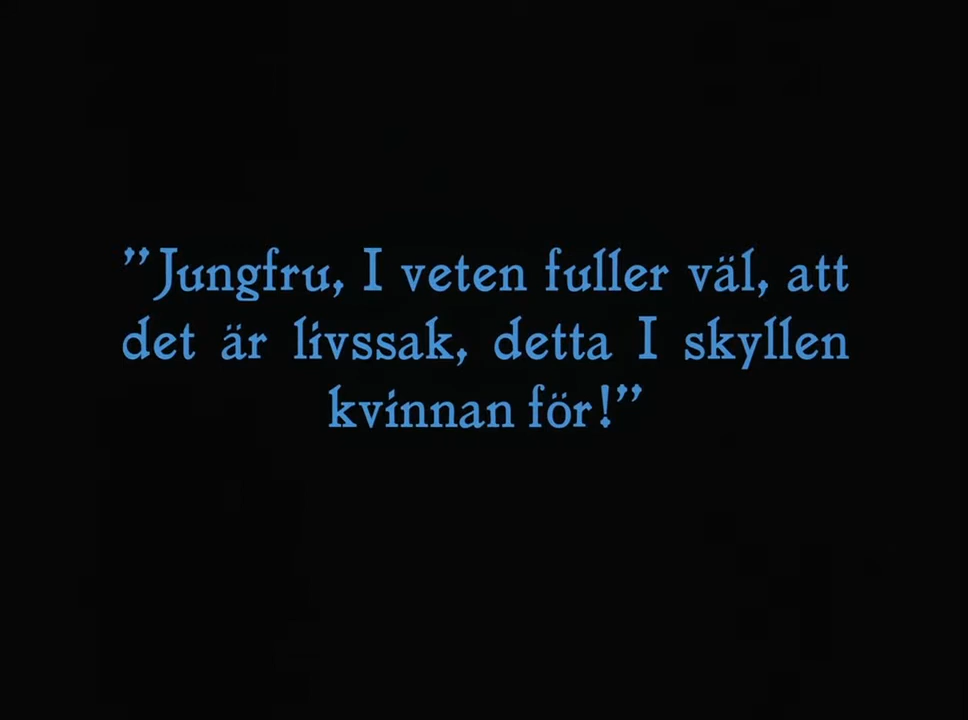 ”Jungfru, I veten fuller väl, att
det är livssak, detta I skyllen
kvinnan för!”